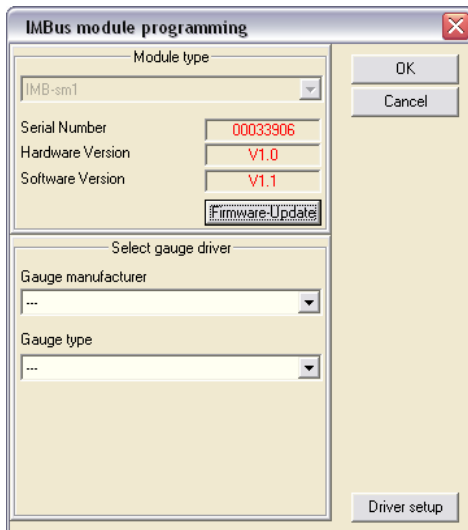 IMBus module programming
Module type
IMB-sm1
Serial Number 00033906
Hardware Version V1.0
Software Version V1.1
Firmware-Update
OK
Cancel
Select gauge driver
Gauge manufacturer
---
Gauge type
---
Driver setup